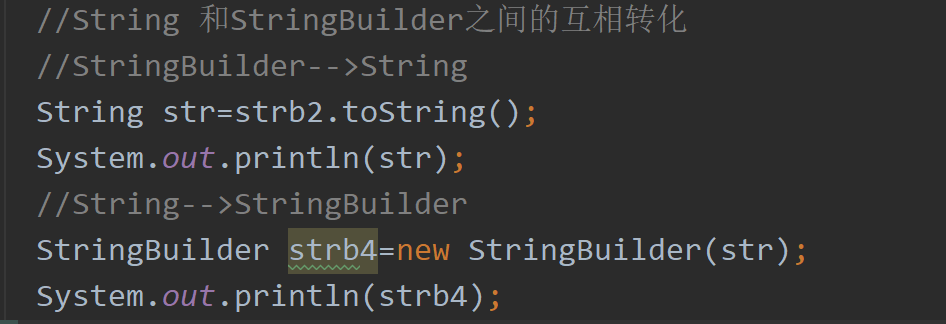 //String 和StringBuilder之间的互相转化
//StringBuilder-->String
String str=strb2.toString();
System.out.println(str);
//String-->StringBuilder
StringBuilder strb4=new StringBuilder(str);
System.out.println(strb4);